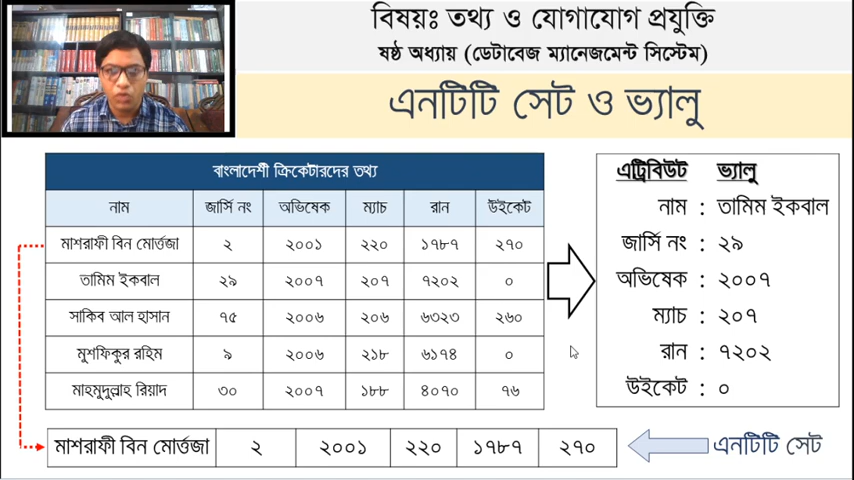 বিষয়ঃ তথ্য ও যোগাযোগ প্রযুক্তি
ষষ্ঠ অধ্যায় (ডেটাবেজ ম্যানেজমেন্ট সিস্টেম)
এনটিটি সেট ও ভ্যালু
বাংলাদেশী ক্রিকেটারদের তথ্য
নাম জার্সি নং অভিষেক ম্যাচ রান উইকেট
মাশরাফী বিন মোর্ত্তজা ২ ২০০১ ২২০ ১৭৮৭ ২৭০
তামিম ইকবাল ২৯ ২০০৭ ২০৭ ৭২০২ ০
সাকিব আল হাসান ৭৫ ২০০৬ ২০৬ ৬৩২৩ ২৬০
মুশফিকুর রহিম ৯ ২০০৬ ২১৮ ৬১৭৪ ০
মাহমুদুল্লাহ রিয়াদ ৩০ ২০০৭ ১৮৮ ৪০৭০ ৭৬
এট্রিবিউট ভ্যালু
নাম : তামিম ইকবাল
জার্সি নং : ২৯
অভিষেক : ২০০৭
ম্যাচ : ২০৭
রান : ৭২০২
উইকেট : ০
মাশরাফী বিন মোর্ত্তজা ২ ২০০১ ২২০ ১৭৮৭ ২৭০ এনটিটি সেট